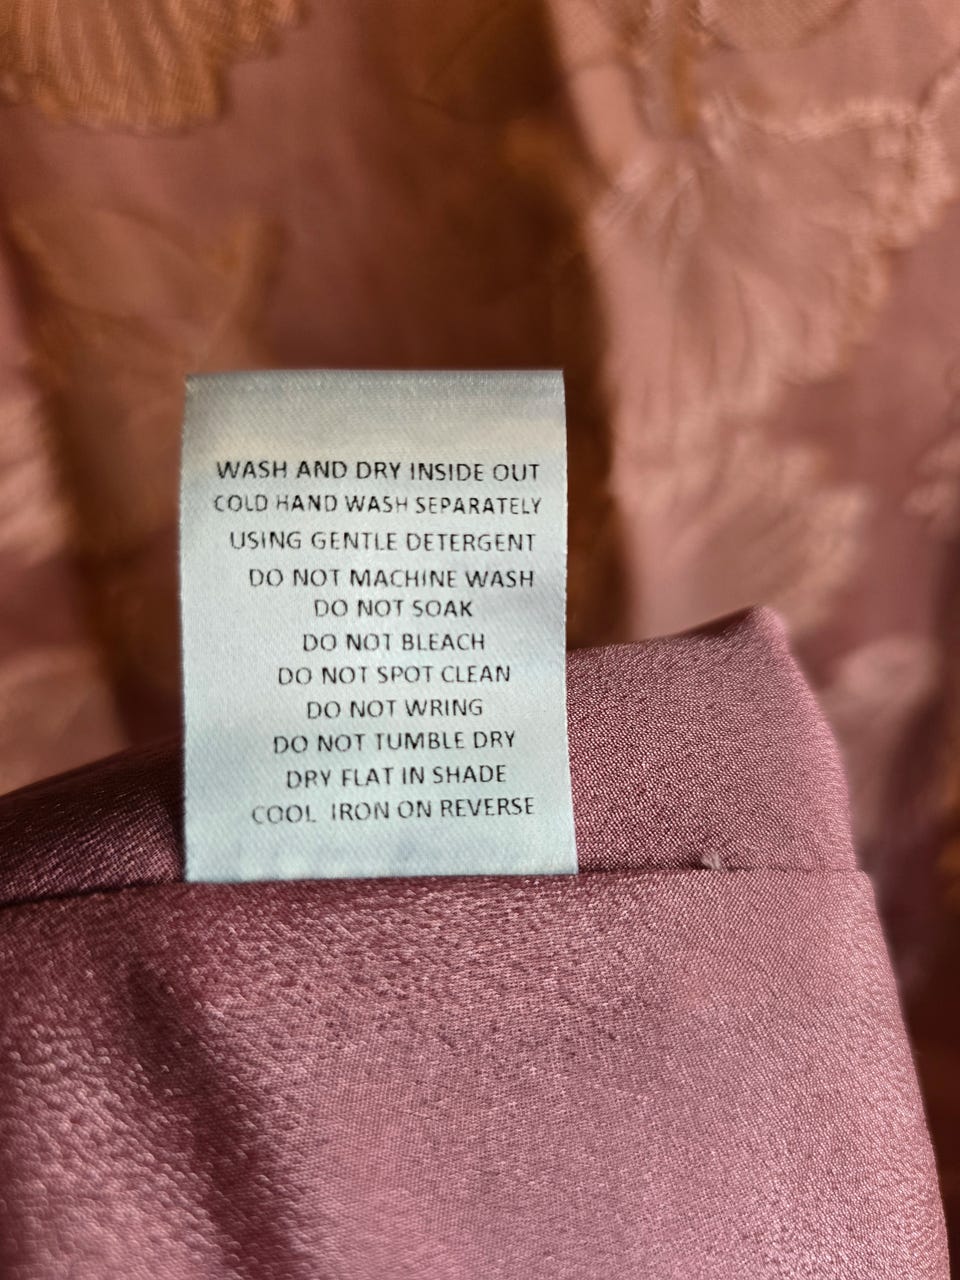 WASH AND DRY INSIDE OUT
COLD HAND WASH SEPARATELY
USING GENTLE DETERGENT
DO NOT MACHINE WASH
DO NOT SOAK
DO NOT BLEACH
DO NOT SPOT CLEAN
DO NOT WRING
DO NOT TUMBLE DRY
DRY FLAT IN SHADE
COOL IRON ON REVERSE